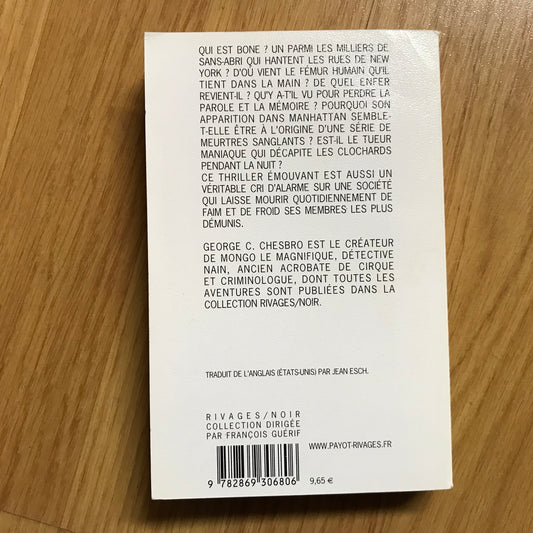 QUI EST BONE ? UN PARMI LES MILLIERS DE
SANS-ABRI QUI HANTENT LES RUES DE NEW
YORK ? D'OÙ VIENT LE FÉMUR HUMAIN QU'IL
TIENT DANS LA MAIN ? DE QUEL ENFER
REVIENT-IL ? QU'Y A-T'IL VU POUR PERDRE LA
PAROLE ET LA MÉMOIRE ? POURQUOI SON
APPARITION DANS MANHATTAN SEMBLE-
T-ELLE ÊTRE À L'ORIGINE D'UNE SÉRIE DE
MEURTRES SANGLANTS ? EST-IL LE TUEUR
MANIAQUE QUI DÉCAPITE LES CLOCHARDS
PENDANT LA NUIT ?
CE THRILLER ÉMOUVANT EST AUSSI UN
VÉRITABLE CRI D'ALARME SUR UNE SOCIÉTÉ
QUI LAISSE MOURIR QUOTIDIENNEMENT DE
FAIM ET DE FROID SES MEMBRES LES PLUS
DÉMUNIS.
GEORGE C. CHESBRO EST LE CRÉATEUR
DE MONGO LE MAGNIFIQUE, DÉTECTIVE
NAIN, ANCIEN ACROBATE DE CIRQUE
ET CRIMINOLOGUE, DONT TOUTES LES
AVENTURES SONT PUBLIÉES DANS LA
COLLECTION RIVAGES/NOIR.
TRADUIT DE L'ANGLAIS (ÉTATS-UNIS) PAR JEAN ESCH.
RIVAGES/NOIR
COLLECTION DIRIGÉE
PAR FRANÇOIS GUÉRIF
WWW.PAYOT-RIVAGES.FR
9 782869 306806
9,65 €